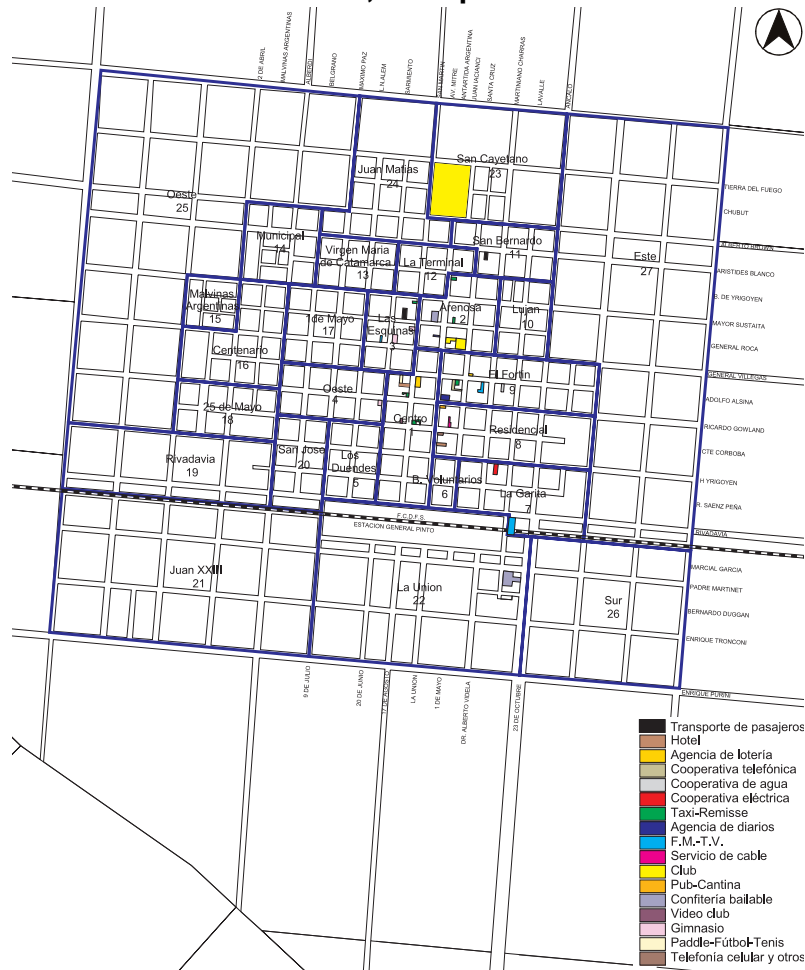 2 DE ABRIL
MALVINAS ARGENTINAS
ALBERDI
BELGRANO
MAXIMO PAZ
L.N.ALEM
SARMIENTO
SAN MARTIN
AV. MITRE
ANTARTIDA ARGENTINA
JUAN IACIANCI
SANTA CRUZ
MARTINIANO CHARRAS
LAVALLE
ANCALO
Juan Matias
24
San Cayetano
23
Oeste
25
TIERRA DEL FUEGO
CHUBUT
Municipal
14
Virgen Maria
de Catamarca
13
La Terminal
12
San Bernardo
11
Este
27
ARISTIDES BLANCO
B. DE YRIGOYEN
Malvinas
Argentinas
15
1de Mayo
17
Las
Esquinas
3
Arenosa
2
Lujan
10
MAYOR SUSTAITA
GENERAL ROCA
Centenario
16
GENERAL VILLEGAS
Oeste
4
El Fortin
9
ADOLFO ALSINA
25 de Mayo
18
Centro
1
Residencial
8
RICARDO GOWLAND
CTE CORBOBA
Rivadavia
19
San Jose
20
Los
Duendes
5
B. Voluntarios
6
La Garita
7
H YRIGOYEN
R. SAENZ PEÑA
F.C.D.F.S.
ESTACION GENERAL PINTO
RIVADAVIA
Juan XXIII
21
La Union
22
Sur
26
MARCIAL GARCIA
PADRE MARTINET
BERNARDO DUGGAN
ENRIQUE TRONCONI
ENRIQUE PURINI
9 DE JULIO
20 DE JUNIO
17 DE AGOSTO
LA UNION
1 DE MAYO
DR. ALBERTO VIDELA
23 DE OCTUBRE
Transporte de pasajeros
Hotel
Agencia de lotería
Cooperativa telefónica
Cooperativa de agua
Cooperativa eléctrica
Taxi-Remisse
Agencia de diarios
F.M.-T.V.
Servicio de cable
Club
Pub-Cantina
Confitería bailable
Video club
Gimnasio
Paddle-Fútbol-Tenis
Telefonía celular y otros